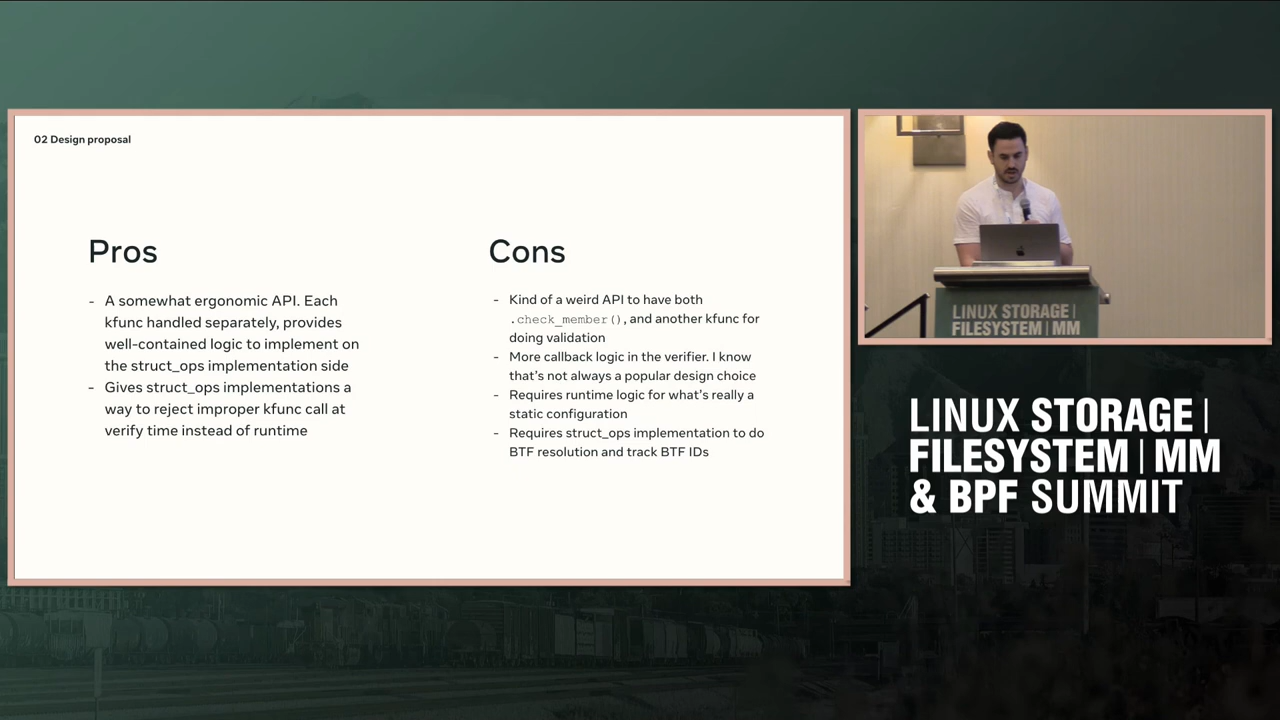 02 Design proposal
Pros
- A somewhat ergonomic API. Each
kfunc handled separately, provides
well-contained logic to implement on
the struct_ops implementation side
- Gives struct_ops implementations a
way to reject improper kfunc call at
verify time instead of runtime
Cons
- Kind of a weird API to have both
.check_member(), and another kfunc for
doing validation
- More callback logic in the verifier. I know
that's not always a popular design choice
- Requires runtime logic for what's really a
static configuration
- Requires struct_ops implementation to do
BTF resolution and track BTF IDs
LINUX STORAGE |
FILESYSTEM | MM
LINUX STORAGE |
FILESYSTEM | MM
& BPF SUMMIT